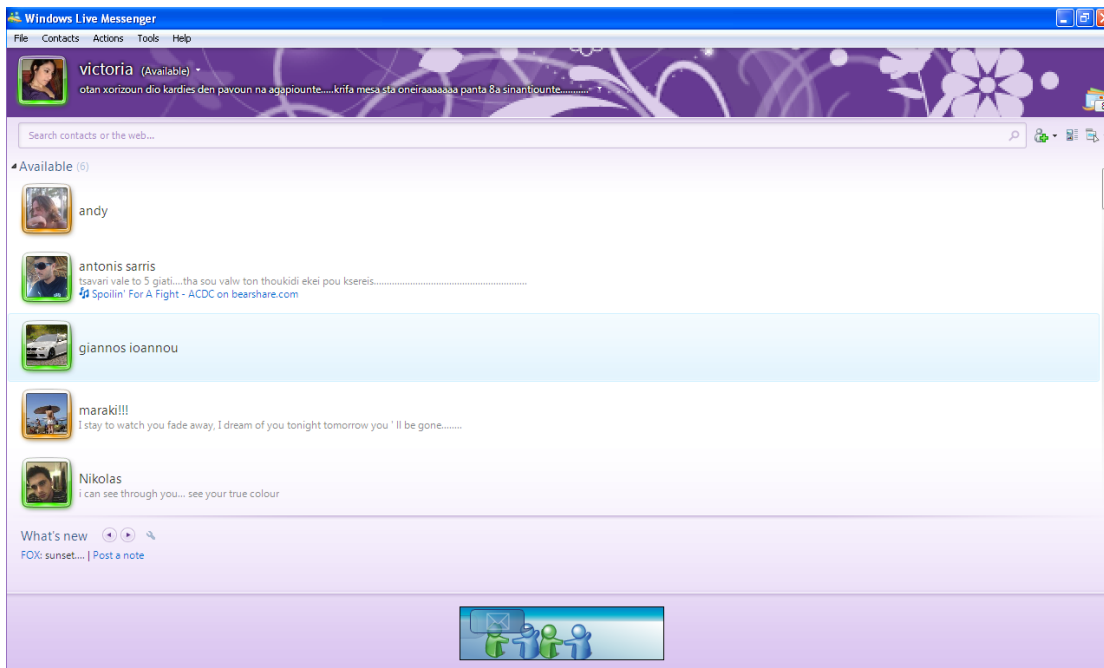 Windows Live Messenger
File Contacts Actions Tools Help
victoria (Available)
otan xorizoun dio kardies den pavoun na agapiounte.....krifa mesa sta oneiraaaaaaa panta 8a sinantiounte...........
Search contacts or the web...
Available (6)
andy
antonis sarris
tsavari vale to 5 giati....tha sou valw ton thoukidi ekei pou ksereis..................................................................
Spoilin' For A Fight - ACDC on bearshare.com
giannos ioannou
maraki!!!
I stay to watch you fade away, I dream of you tonight tomorrow you ' ll be gone........
Nikolas
i can see through you... see your true colour
What's new
FOX: sunset.... | Post a note